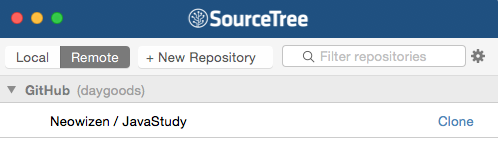 SourceTree
Local Remote + New Repository Filter repositories
GitHub (daygoods)
Neowizen / JavaStudy Clone